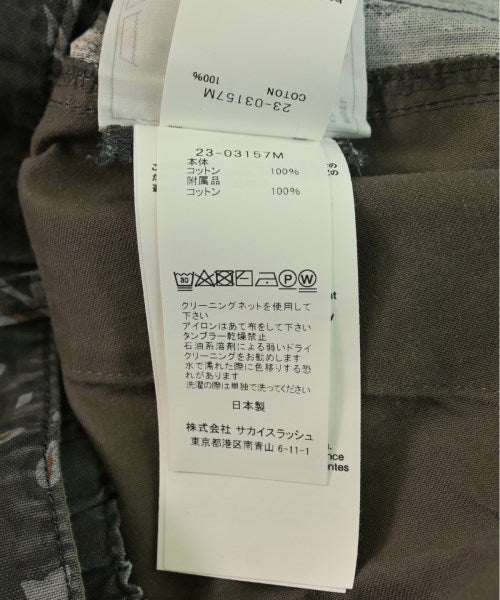 23-03157M
COTTON
100%
23-03157M
本体
コットン 100%
附属品
コットン 100%
クリーニングネットを使用して
下さい
アイロンはあて布をして下さい
タンブラー乾燥禁止
石油系溶剤による弱いドライ
クリーニングをお勧めします
水で濡れた際に色移りする恐
れがあります
洗濯の際は単独で洗ってください
日本製
株式会社 サカイスラッシュ
東京都港区南青山 6-11-1